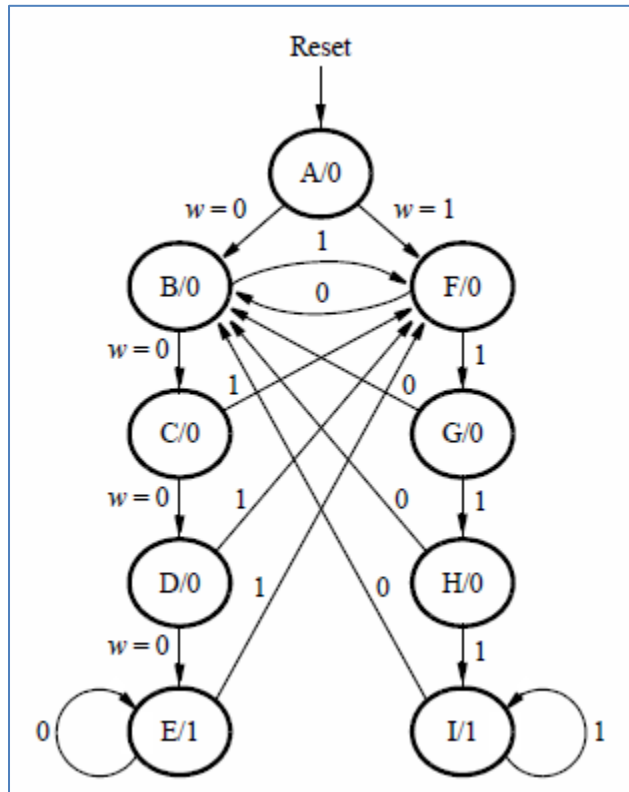 Reset
A/0
w = 0 w = 1
1
B/0 F/0
0
w = 0 1
1 0
C/0 G/0
w = 0 1 0 1
D/0 H/0
1 0
w = 0 1
0 E/1 I/1 1